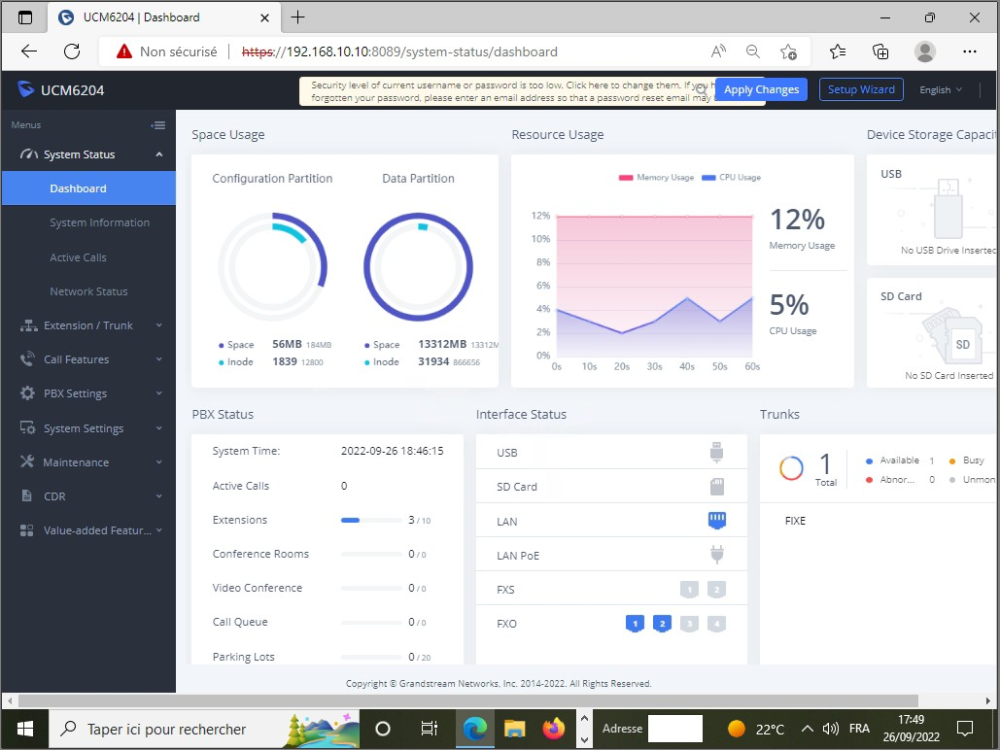 UCM6204 | Dashboard
Non sécurisé
https://192.168.10.10:8089/system-status/dashboard
UCM6204
Security level of current username or password is too low. Click here to change them. If you h
forgotten your password, please enter an email address so that a password reset email may
Apply Changes
Setup Wizard
English
Menus
System Status
Dashboard
System Information
Active Calls
Network Status
Extension / Trunk
Call Features
PBX Settings
System Settings
Maintenance
CDR
Value-added Featur...
Space Usage
Configuration Partition
Data Partition
Space 56MB 184MB
Inode 1839 12800
Space 13312MB 13312M
Inode 31934 866656
Resource Usage
Memory Usage
CPU Usage
12%
10%
8%
6%
4%
2%
0%
0s 10s 20s 30s 40s 50s 60s
12%
Memory Usage
5%
CPU Usage
Device Storage Capacit
USB
No USB Drive Inserted
SD Card
SD
No SD Card Inserted
PBX Status
System Time: 2022-09-26 18:46:15
Active Calls 0
Extensions 3 / 10
Conference Rooms 0 / 0
Video Conference 0 / 0
Call Queue 0 / 0
Parking Lots 0 / 20
Interface Status
USB
SD Card
LAN
LAN PoE
FXS 1 2
FXO 1 2 3 4
Trunks
1
Total
Available 1
Busy
Abnor... 0
Unmon
FIXE
Copyright © Grandstream Networks, Inc. 2014-2022. All Rights Reserved.
Taper ici pour rechercher
Adresse
22°C
FRA
17:49
26/09/2022